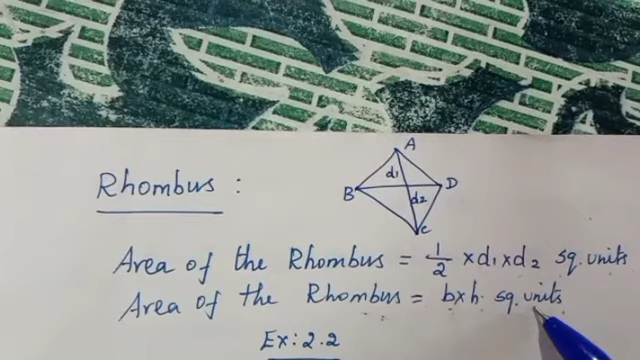 A
Rhombus :
d1
B
D
d2
C
Area of the Rhombus = 1/2 × d1 × d2 sq. units
Area of the Rhombus = b×h. sq. units
Ex: 2.2